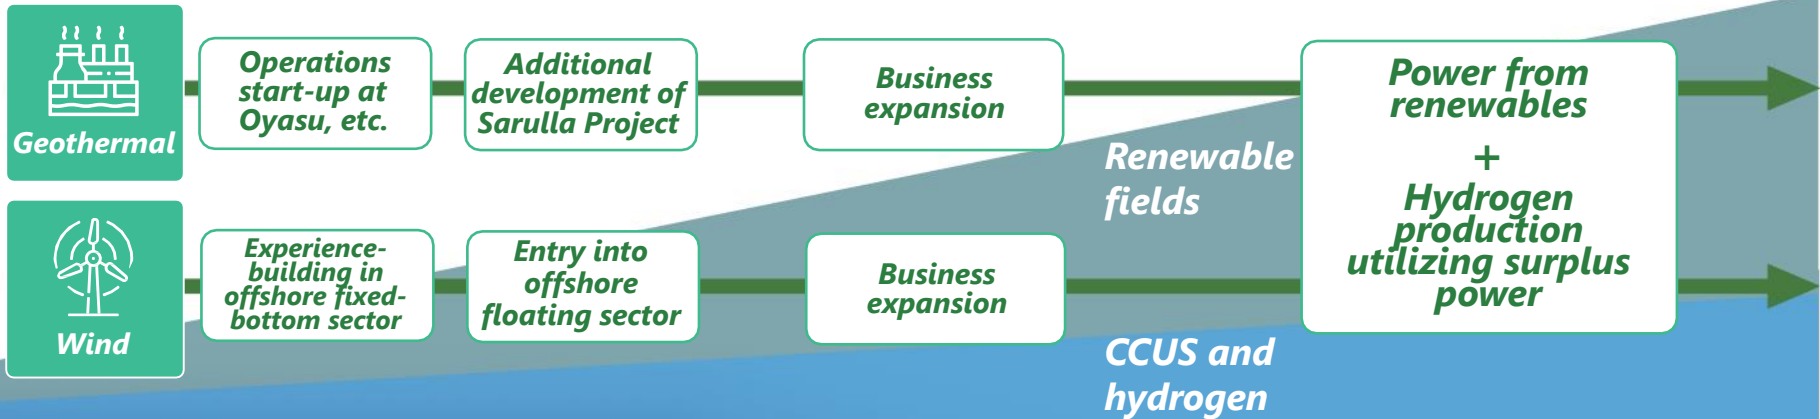 Geothermal
Operations
start-up at
Oyasu, etc.
Additional
development of
Sarulla Project
Business
expansion
Renewable
fields
Power from
renewables
+
Hydrogen
production
utilizing surplus
power
Wind
Experience-
building in
offshore fixed-
bottom sector
Entry into
offshore
floating sector
Business
expansion
CCUS and
hydrogen